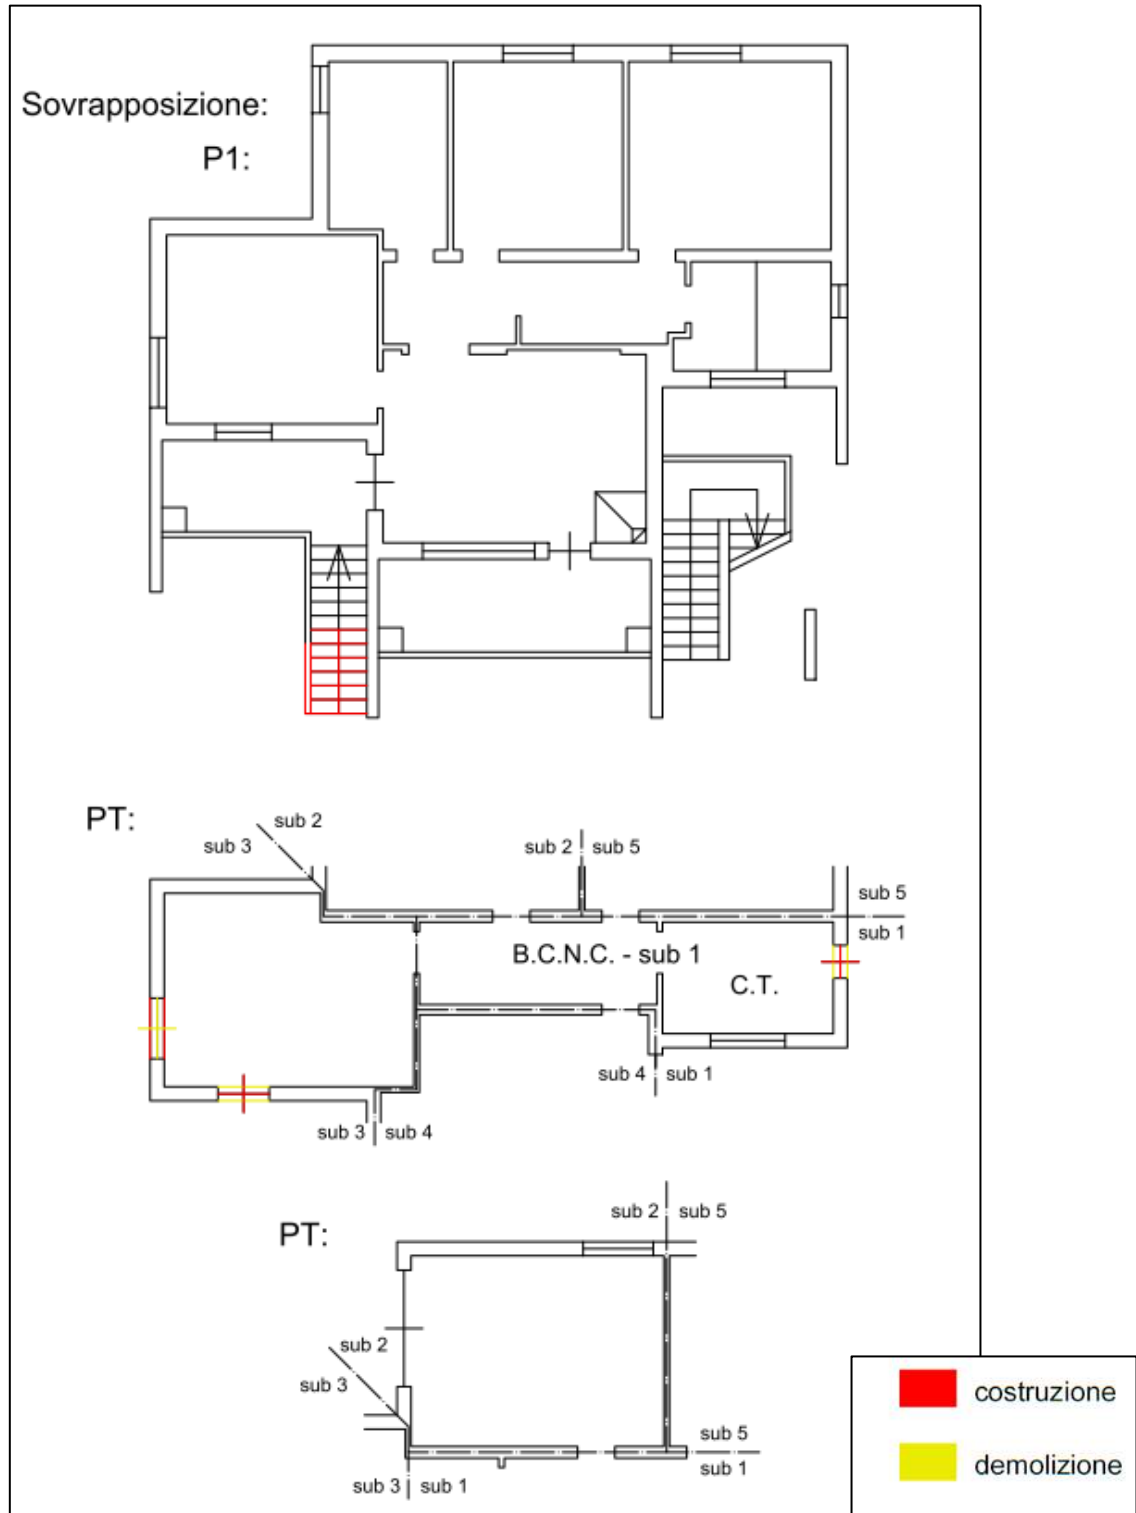 Sovrapposizione:
P1:
PT:
sub 2
sub 3
sub 2
sub 5
sub 5
sub 1
B.C.N.C. - sub 1
C.T.
sub 4
sub 1
sub 3
sub 4
PT:
sub 2
sub 5
sub 2
sub 3
sub 5
sub 1
sub 3
sub 1
costruzione
demolizione